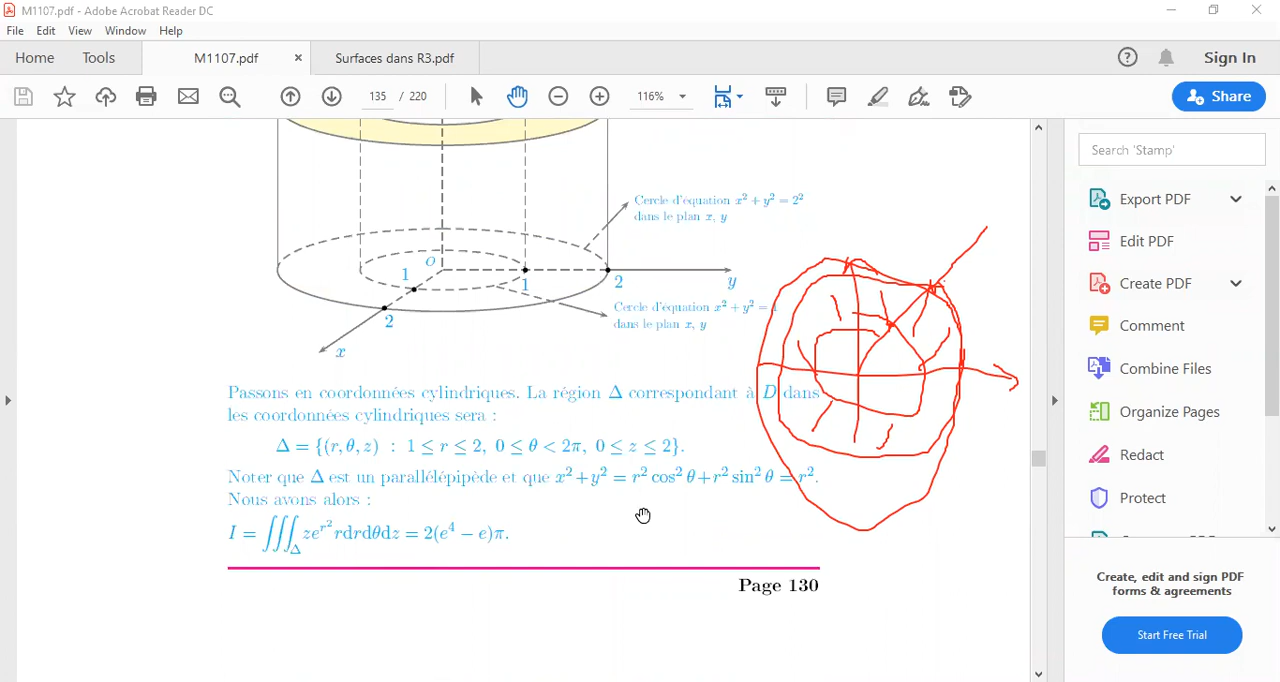 M1107.pdf - Adobe Acrobat Reader DC
File Edit View Window Help
Home Tools M1107.pdf × Surfaces dans R3.pdf Sign In
135 / 220 116% Share
Cercle d'équation x² + y² = 2²
dans le plan x, y
O
1
1
2
y
Cercle d'équation x² + y² = 1
dans le plan x, y
2
x
Passons en coordonnées cylindriques. La région Δ correspondant à D dans
les coordonnées cylindriques sera :
Δ = {(r, θ, z) : 1 ≤ r ≤ 2, 0 ≤ θ < 2π, 0 ≤ z ≤ 2}.
Noter que Δ est un parallélépipède et que x² + y² = r² cos² θ + r² sin² θ = r².
Nous avons alors :
I = ∭_Δ ze^{r²} rdrdθdz = 2(e⁴ − e)π.
Page 130
Search 'Stamp'
Export PDF
Edit PDF
Create PDF
Comment
Combine Files
Organize Pages
Redact
Protect
Create, edit and sign PDF
forms & agreements
Start Free Trial